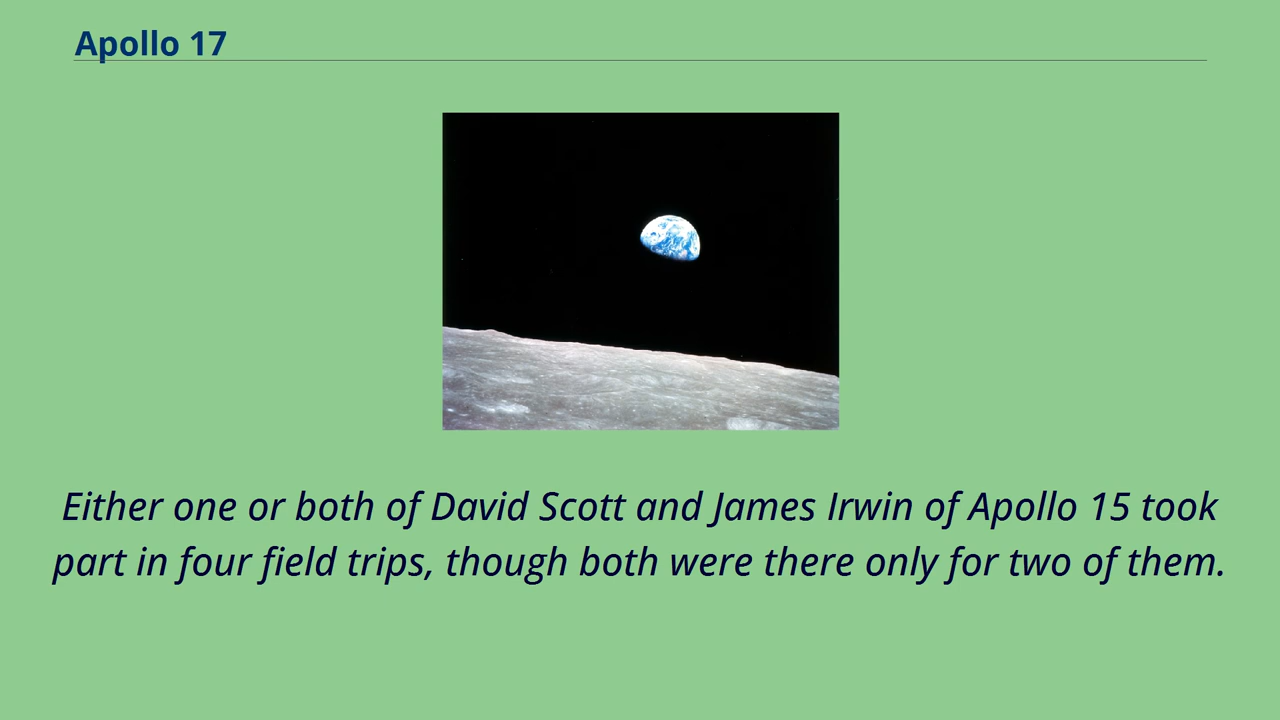 Apollo 17
Either one or both of David Scott and James Irwin of Apollo 15 took
part in four field trips, though both were there only for two of them.